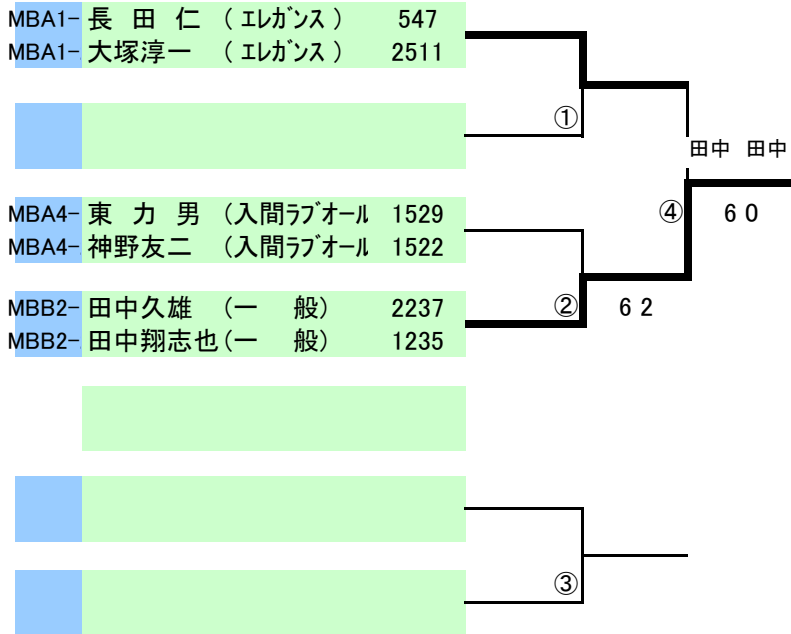 MBA1- 長 田 仁 （ｴﾚｶﾞﾝｽ） 547
MBA1- 大塚淳一 （ｴﾚｶﾞﾝｽ） 2511
①
田中 田中
MBA4- 東 力 男 （入間ﾗﾌﾞｵｰﾙ 1529
④ 6 0
MBA4- 神野友二 （入間ﾗﾌﾞｵｰﾙ 1522
MBB2- 田中久雄 （一 般） 2237
② 6 2
MBB2- 田中翔志也（一 般） 1235
③